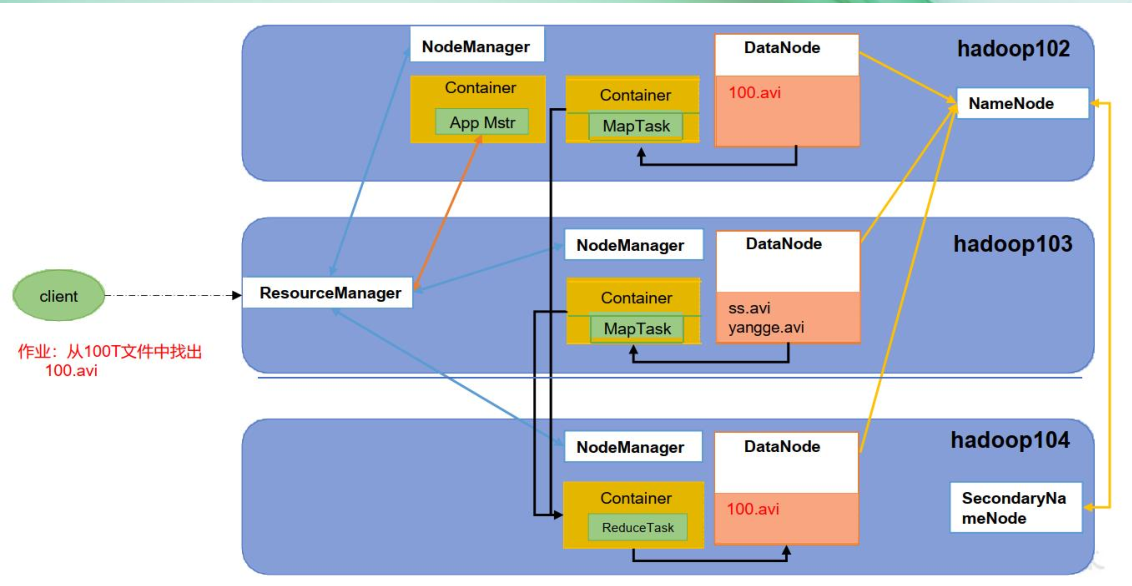 hadoop102
NodeManager
DataNode
Container
App Mstr
Container
MapTask
100.avi
NameNode
hadoop103
NodeManager
DataNode
ResourceManager
client
Container
MapTask
ss.avi
yangge.avi
作业：从100T文件中找出
100.avi
hadoop104
NodeManager
DataNode
Container
ReduceTask
100.avi
SecondaryNa
meNode